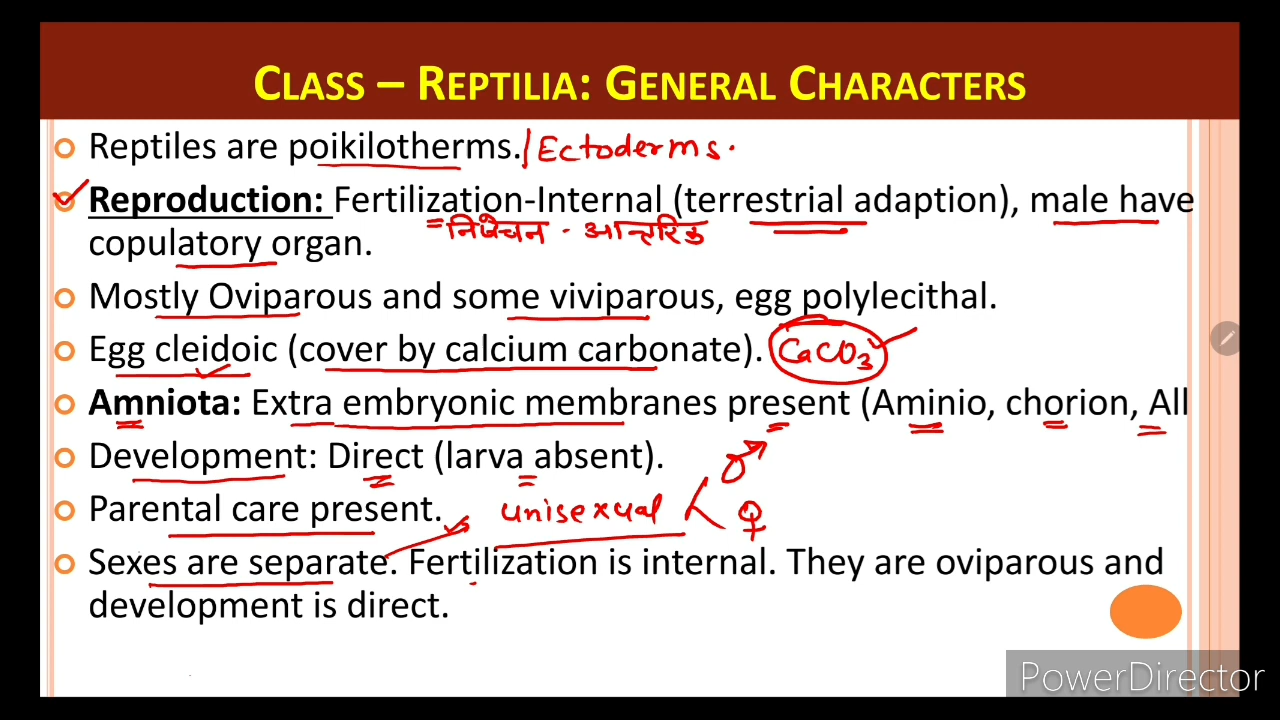 CLASS – REPTILIA: GENERAL CHARACTERS
Reptiles are poikilotherms. / Ectoderms.
Reproduction: Fertilization-Internal (terrestrial adaption), male have
= निषेचन - आन्तरिक
copulatory organ.
Mostly Oviparous and some viviparous, egg polylecithal.
Egg cleidoic (cover by calcium carbonate). CaCO3
Amniota: Extra embryonic membranes present (Aminio, chorion, All
Development: Direct (larva absent). ♂
Parental care present. unisexual < ♀
Sexes are separate. Fertilization is internal. They are oviparous and
development is direct.
PowerDirector